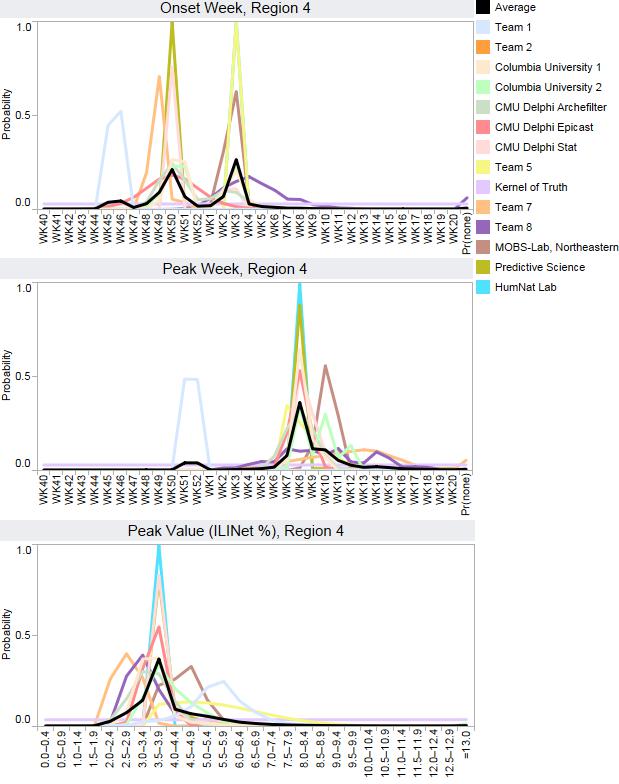 Onset Week, Region 4
1.0
0.5
0.0
Probability
WK40
WK41
WK42
WK43
WK44
WK45
WK46
WK47
WK48
WK49
WK50
WK51
WK52
WK1
WK2
WK3
WK4
WK5
WK6
WK7
WK8
WK9
WK10
WK11
WK12
WK13
WK14
WK15
WK16
WK17
WK18
WK19
WK20
Pr(none)
Average
Team 1
Team 2
Columbia University 1
Columbia University 2
CMU Delphi Archefilter
CMU Delphi Epicast
CMU Delphi Stat
Team 5
Kernel of Truth
Team 7
Team 8
MOBS-Lab, Northeastern
Predictive Science
HumNat Lab
Peak Week, Region 4
1.0
0.5
0.0
Probability
WK40
WK41
WK42
WK43
WK44
WK45
WK46
WK47
WK48
WK49
WK50
WK51
WK52
WK1
WK2
WK3
WK4
WK5
WK6
WK7
WK8
WK9
WK10
WK11
WK12
WK13
WK14
WK15
WK16
WK17
WK18
WK19
WK20
Pr(none)
Peak Value (ILINet %), Region 4
1.0
0.5
0.0
Probability
0.0–0.4
0.5–0.9
1.0–1.4
1.5–1.9
2.0–2.4
2.5–2.9
3.0–3.4
3.5–3.9
4.0–4.4
4.5–4.9
5.0–5.4
5.5–5.9
6.0–6.4
6.5–6.9
7.0–7.4
7.5–7.9
8.0–8.4
8.5–8.9
9.0–9.4
9.5–9.9
10.0–10.4
10.5–10.9
11.0–11.4
11.5–11.9
12.0–12.4
12.5–12.9
=13.0